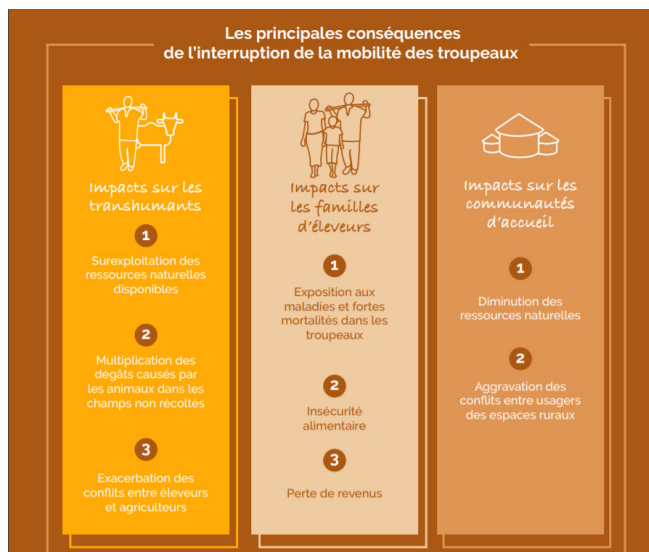 Les principales conséquences
de l'interruption de la mobilité des troupeaux
Impacts sur les
transhumants
1
Surexploitation des
ressources naturelles
disponibles
2
Multiplication des
dégâts causés par
les animaux dans les
champs non récoltés
3
Exacerbation des
conflits entre éleveurs
et agriculteurs
Impacts sur
les familles
d'éleveurs
1
Exposition aux
maladies et fortes
mortalités dans les
troupeaux
2
Insécurité
alimentaire
3
Perte de revenus
Impacts sur les
communautés
d'accueil
1
Diminution des
ressources naturelles
2
Aggravation des
conflits entre usagers
des espaces ruraux